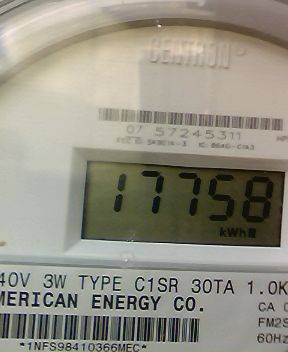 CENTRON®
07 57245311
17758
kWh
40V 3W TYPE C1SR 30TA 1.0K
MERICAN ENERGY CO.
CA
FM2S
60Hz
*1NFS98410366MEC*